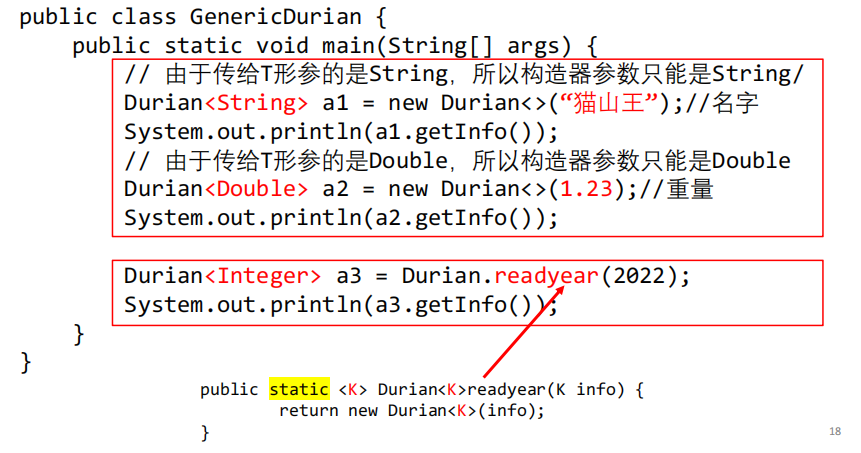 public class GenericDurian {
public static void main(String[] args) {
// 由于传给T形参的是String，所以构造器参数只能是String/
Durian<String> a1 = new Durian<>(“猫山王”);//名字
System.out.println(a1.getInfo());
// 由于传给T形参的是Double，所以构造器参数只能是Double
Durian<Double> a2 = new Durian<>(1.23);//重量
System.out.println(a2.getInfo());
Durian<Integer> a3 = Durian.readyear(2022);
System.out.println(a3.getInfo());
}
}
public static <K> Durian<K>readyear(K info) {
return new Durian<K>(info);
}
18